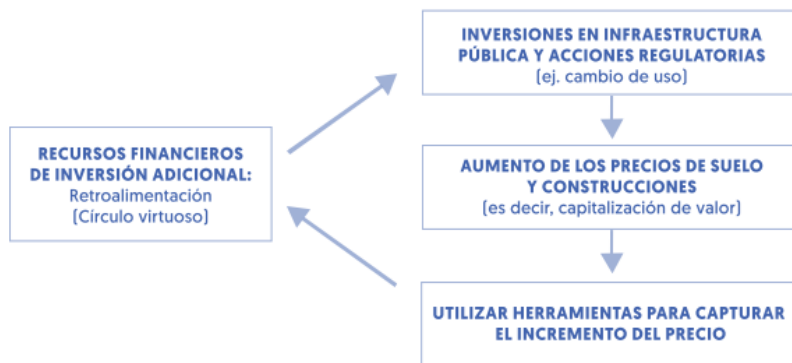 INVERSIONES EN INFRAESTRUCTURA
PÚBLICA Y ACCIONES REGULATORIAS
(ej. cambio de uso)
RECURSOS FINANCIEROS
DE INVERSIÓN ADICIONAL:
Retroalimentación
(Círculo virtuoso)
AUMENTO DE LOS PRECIOS DE SUELO
Y CONSTRUCCIONES
(es decir, capitalización de valor)
UTILIZAR HERRAMIENTAS PARA CAPTURAR
EL INCREMENTO DEL PRECIO